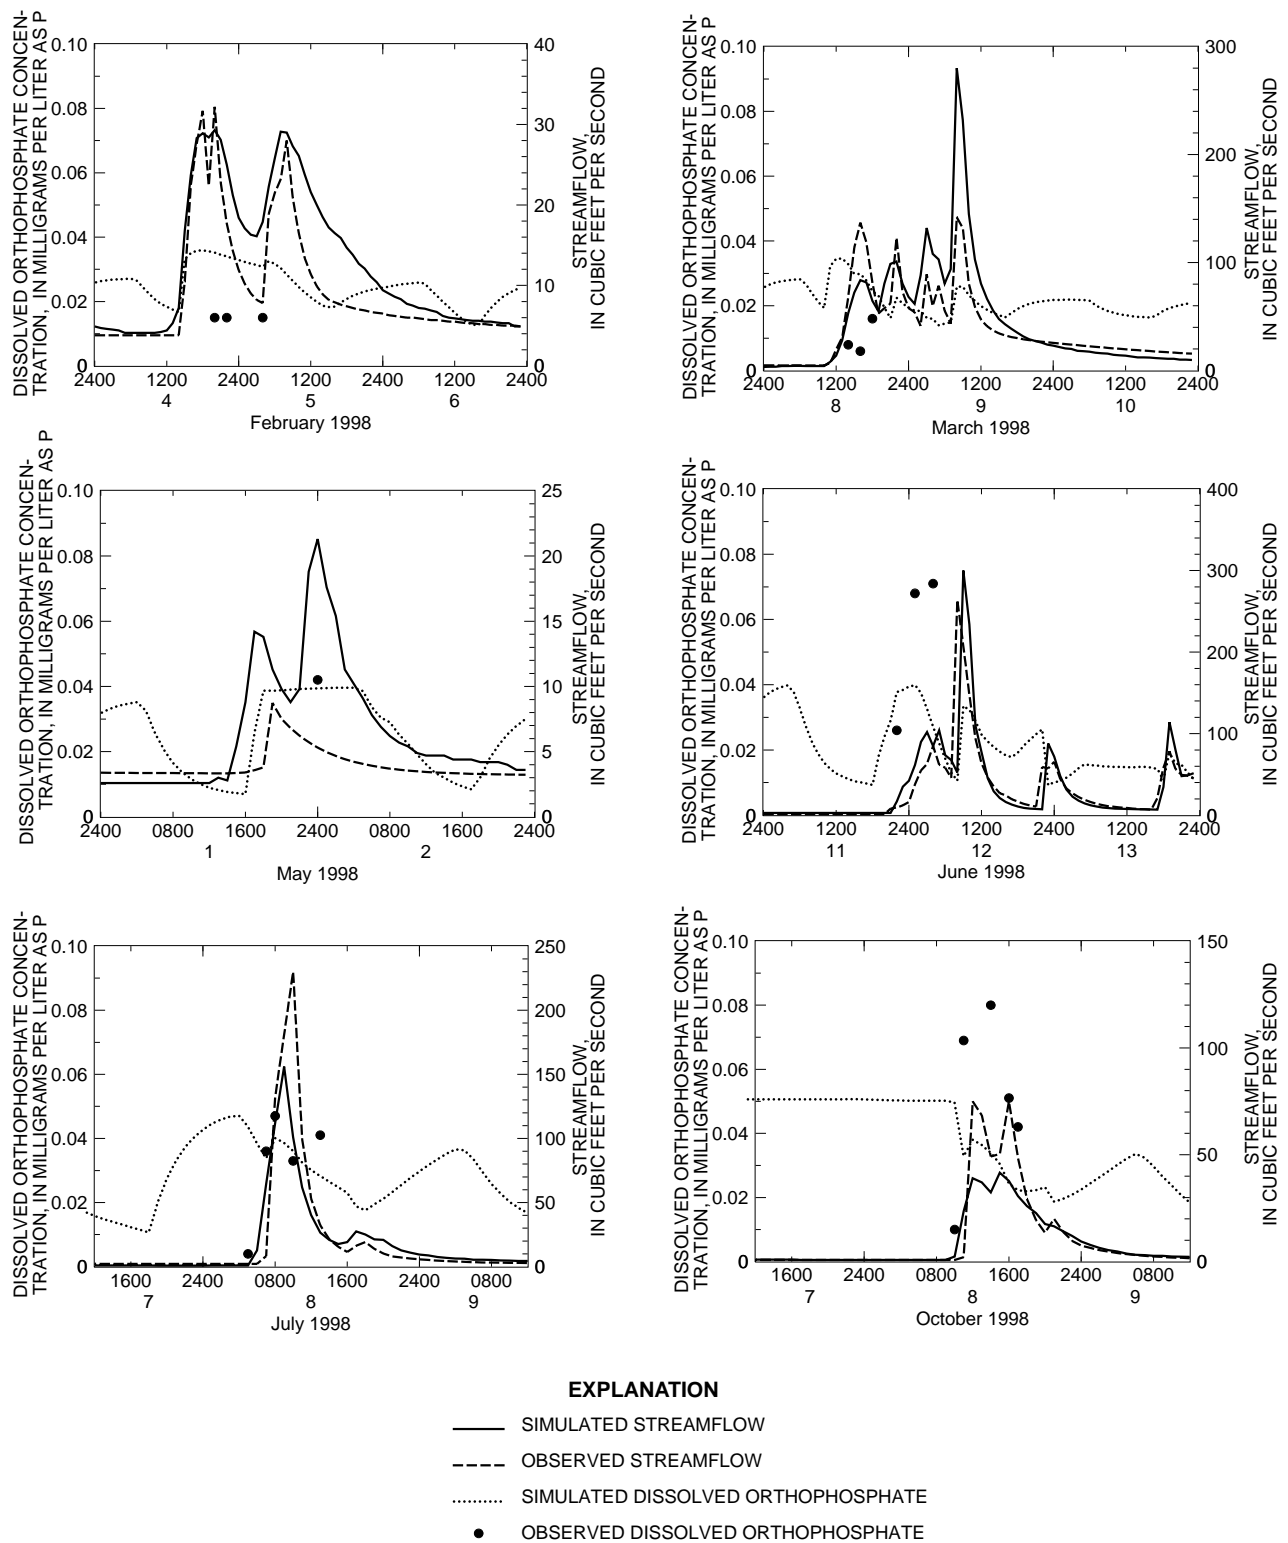 DISSOLVED ORTHOPHOSPHATE CONCEN-
TRATION, IN MILLIGRAMS PER LITER AS P
0.10
0.08
0.06
0.04
0.02
0
40
30
20
10
0
STREAMFLOW,
IN CUBIC FEET PER SECOND
2400 1200 2400 1200 2400 1200 2400
4 5 6
February 1998
DISSOLVED ORTHOPHOSPHATE CONCEN-
TRATION, IN MILLIGRAMS PER LITER AS P
0.10
0.08
0.06
0.04
0.02
0
300
200
100
0
STREAMFLOW,
IN CUBIC FEET PER SECOND
2400 1200 2400 1200 2400 1200 2400
8 9 10
March 1998
DISSOLVED ORTHOPHOSPHATE CONCEN-
TRATION, IN MILLIGRAMS PER LITER AS P
0.10
0.08
0.06
0.04
0.02
0
25
20
15
10
5
0
STREAMFLOW,
IN CUBIC FEET PER SECOND
2400 0800 1600 2400 0800 1600 2400
1 2
May 1998
DISSOLVED ORTHOPHOSPHATE CONCEN-
TRATION, IN MILLIGRAMS PER LITER AS P
0.10
0.08
0.06
0.04
0.02
0
400
300
200
100
0
STREAMFLOW,
IN CUBIC FEET PER SECOND
2400 1200 2400 1200 2400 1200 2400
11 12 13
June 1998
DISSOLVED ORTHOPHOSPHATE CONCEN-
TRATION, IN MILLIGRAMS PER LITER AS P
0.10
0.08
0.06
0.04
0.02
0
250
200
150
100
50
0
STREAMFLOW,
IN CUBIC FEET PER SECOND
1600 2400 0800 1600 2400 0800
7 8 9
July 1998
DISSOLVED ORTHOPHOSPHATE CONCEN-
TRATION, IN MILLIGRAMS PER LITER AS P
0.10
0.08
0.06
0.04
0.02
0
150
100
50
0
STREAMFLOW,
IN CUBIC FEET PER SECOND
1600 2400 0800 1600 2400 0800
7 8 9
October 1998
EXPLANATION
SIMULATED STREAMFLOW
OBSERVED STREAMFLOW
SIMULATED DISSOLVED ORTHOPHOSPHATE
OBSERVED DISSOLVED ORTHOPHOSPHATE